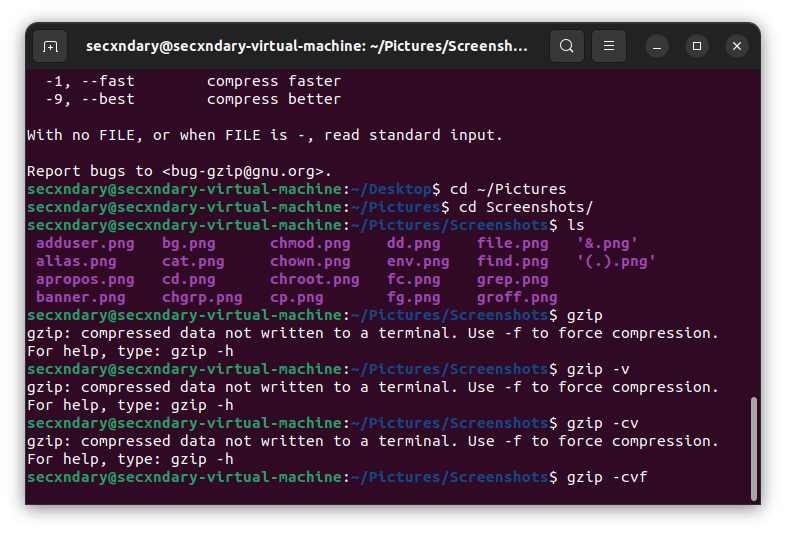 secxndary@secxndary-virtual-machine: ~/Pictures/Screensh...
-1, --fast        compress faster
-9, --best        compress better
With no FILE, or when FILE is -, read standard input.
Report bugs to <bug-gzip@gnu.org>.
secxndary@secxndary-virtual-machine:~/Desktop$ cd ~/Pictures
secxndary@secxndary-virtual-machine:~/Pictures$ cd Screenshots/
secxndary@secxndary-virtual-machine:~/Pictures/Screenshots$ ls
adduser.png   bg.png      chmod.png   dd.png    file.png   '&.png'
alias.png     cat.png     chown.png   env.png   find.png   '(.).png'
apropos.png   cd.png      chroot.png  fc.png    grep.png
banner.png    chgrp.png   cp.png      fg.png    groff.png
secxndary@secxndary-virtual-machine:~/Pictures/Screenshots$ gzip
gzip: compressed data not written to a terminal. Use -f to force compression.
For help, type: gzip -h
secxndary@secxndary-virtual-machine:~/Pictures/Screenshots$ gzip -v
gzip: compressed data not written to a terminal. Use -f to force compression.
For help, type: gzip -h
secxndary@secxndary-virtual-machine:~/Pictures/Screenshots$ gzip -cv
gzip: compressed data not written to a terminal. Use -f to force compression.
For help, type: gzip -h
secxndary@secxndary-virtual-machine:~/Pictures/Screenshots$ gzip -cvf